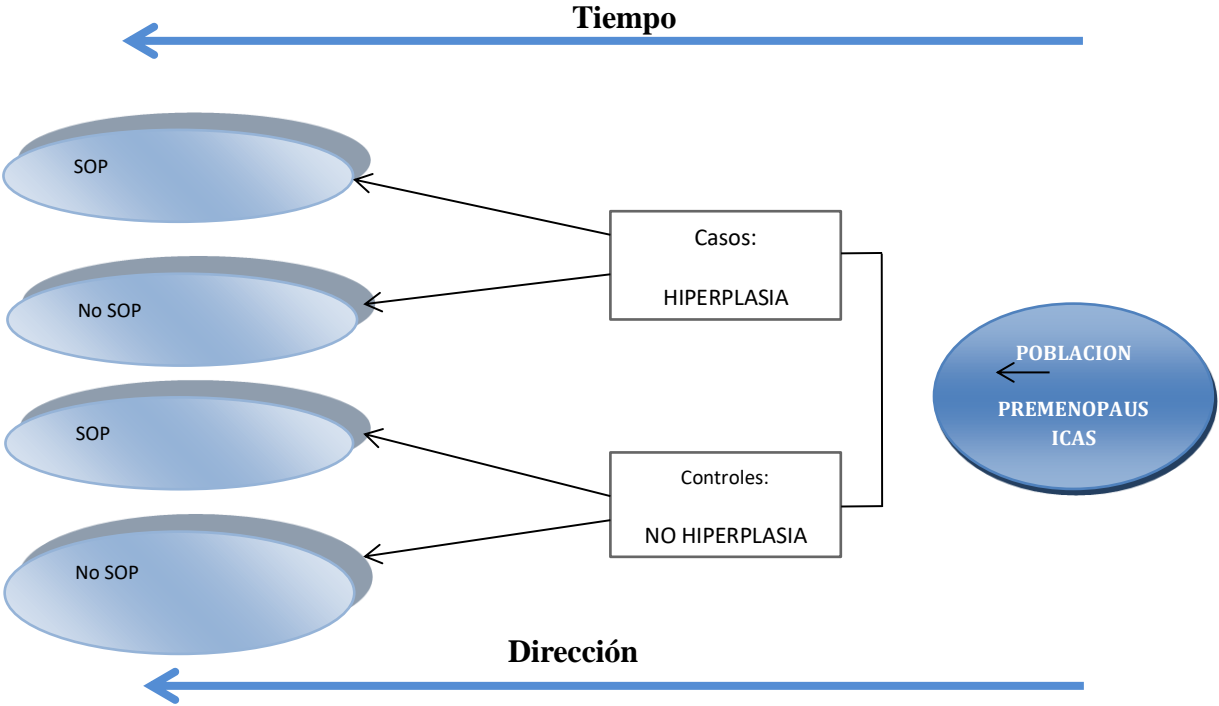 Tiempo
SOP
No SOP
SOP
No SOP
Casos:
HIPERPLASIA
Controles:
NO HIPERPLASIA
POBLACION
PREMENOPAUS
ICAS
Dirección